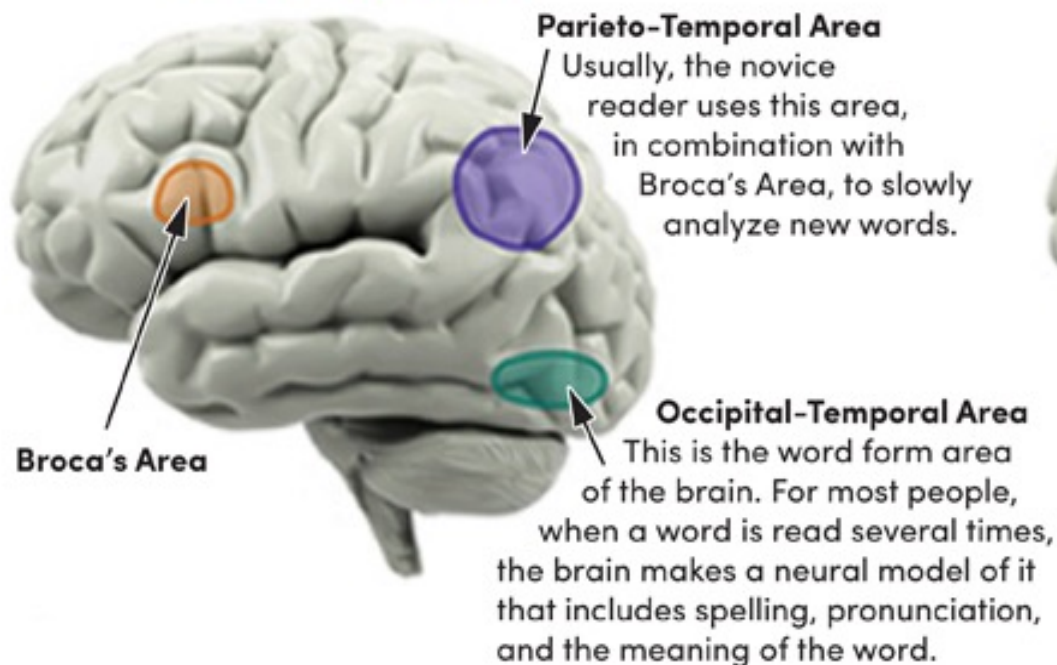 Parieto-Temporal Area
Usually, the novice
reader uses this area,
in combination with
Broca's Area, to slowly
analyze new words.
Broca's Area
Occipital-Temporal Area
This is the word form area
of the brain. For most people,
when a word is read several times,
the brain makes a neural model of it
that includes spelling, pronunciation,
and the meaning of the word.